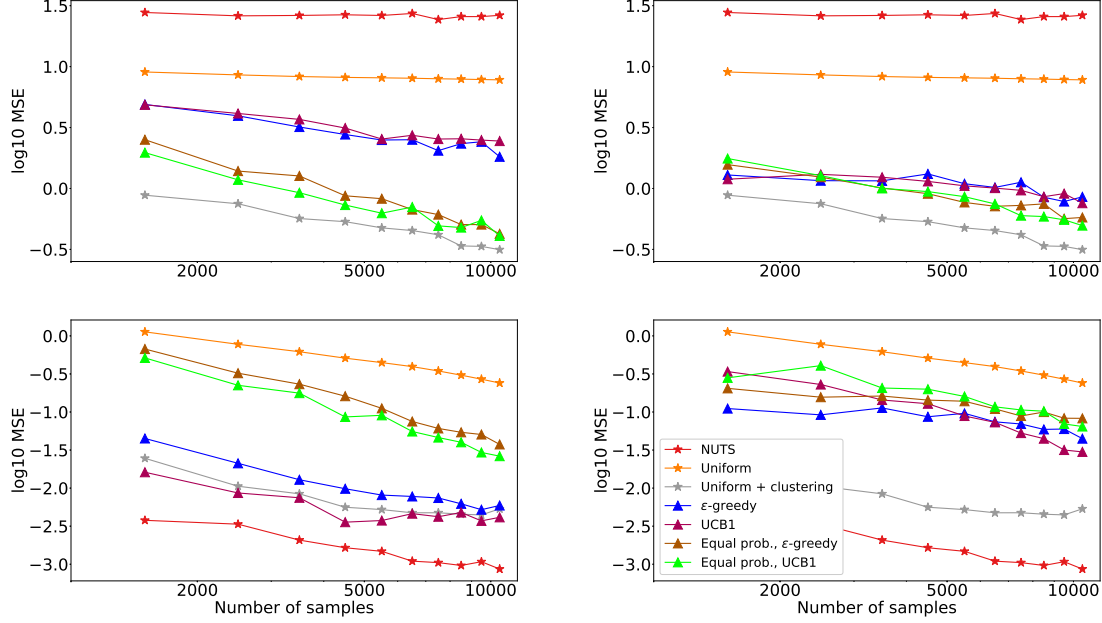 1.5
1.0
0.5
0.0
−0.5
log10 MSE
2000
5000
10000
1.5
1.0
0.5
0.0
−0.5
log10 MSE
2000
5000
10000
0.0
−0.5
−1.0
−1.5
−2.0
−2.5
−3.0
log10 MSE
2000
5000
10000
Number of samples
0.0
−0.5
−1.0
−1.5
−2.0
−2.5
−3.0
log10 MSE
NUTS
Uniform
Uniform + clustering
ε-greedy
UCB1
Equal prob., ε-greedy
Equal prob., UCB1
2000
5000
10000
Number of samples